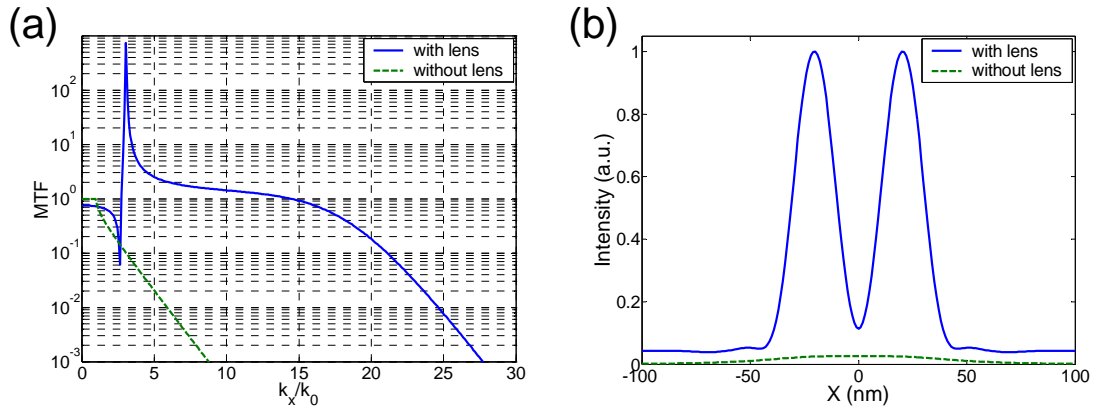 (a)
with lens
without lens
MTF
10^2
10^1
10^0
10^-1
10^-2
10^-3
0 5 10 15 20 25 30
k_x/k_0
(b)
with lens
without lens
Intensity (a.u.)
1
0.8
0.6
0.4
0.2
0
-100 -50 0 50 100
X (nm)